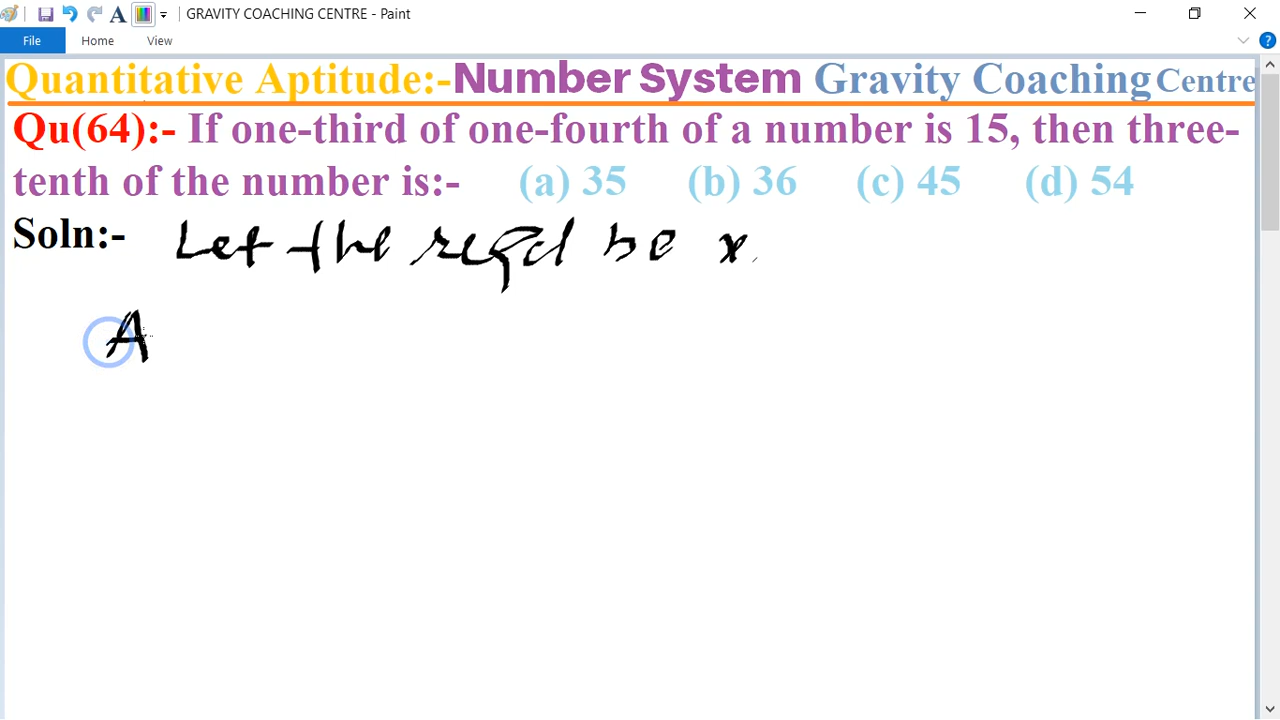 GRAVITY COACHING CENTRE - Paint
File Home View
Quantitative Aptitude:-Number System Gravity Coaching Centre
Qu(64):- If one-third of one-fourth of a number is 15, then three-
tenth of the number is:- (a) 35 (b) 36 (c) 45 (d) 54
Soln:- Let the reqd be x.
A